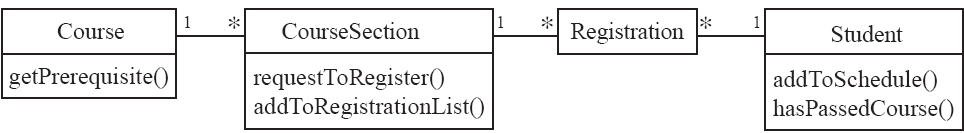 Course
getPrerequisite()
1 *
CourseSection
requestToRegister()
addToRegistrationList()
1 *
Registration
* 1
Student
addToSchedule()
hasPassedCourse()